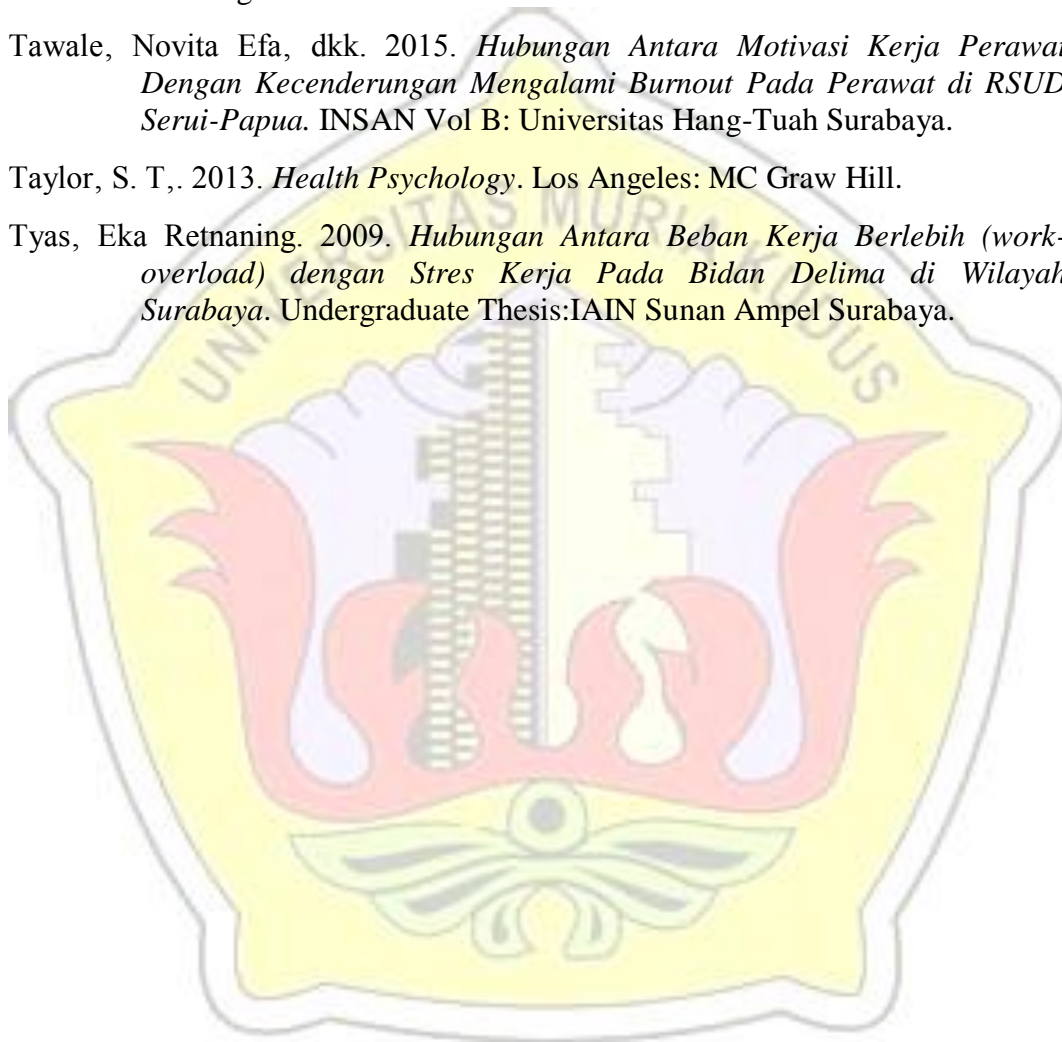 Tawale, Novita Efa, dkk. 2015. Hubungan Antara Motivasi Kerja Perawat
Dengan Kecenderungan Mengalami Burnout Pada Perawat di RSUD
Serui-Papua. INSAN Vol B: Universitas Hang-Tuah Surabaya.
Taylor, S. T,. 2013. Health Psychology. Los Angeles: MC Graw Hill.
Tyas, Eka Retnaning. 2009. Hubungan Antara Beban Kerja Berlebih (work-
overload) dengan Stres Kerja Pada Bidan Delima di Wilayah
Surabaya. Undergraduate Thesis:IAIN Sunan Ampel Surabaya.
UNIVERSITAS MURIA KUDUS